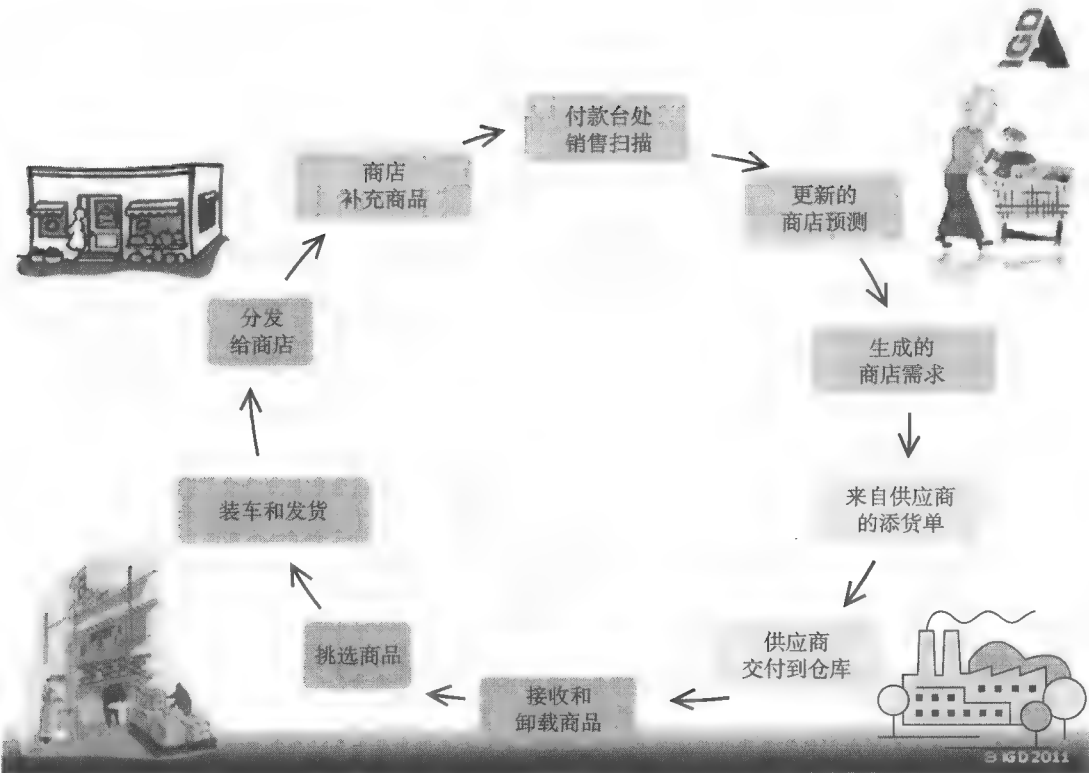 IGD
付款台处
销售扫描
商店
补充商品
更新的
商店预测
分发
给商店
生成的
商店需求
装车和发货
来自供应商
的添货单
挑选商品
供应商
交付到仓库
接收和
卸载商品
© IGD 2011